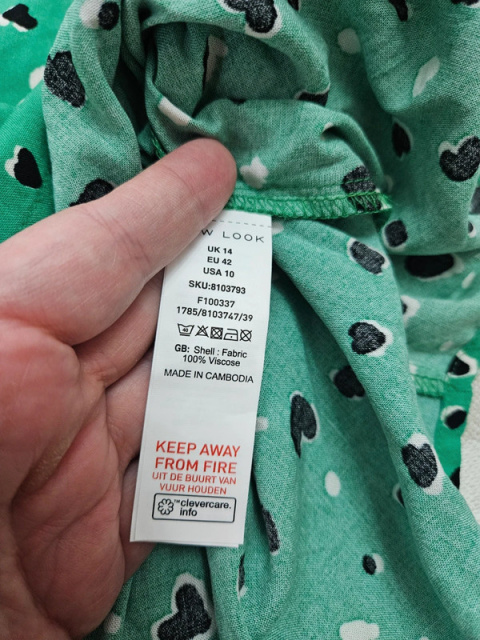 W LOOK
UK 14
EU 42
USA 10
SKU:8103793
F100337
1785/8103747/39
GB: Shell : Fabric
100% Viscose
MADE IN CAMBODIA
KEEP AWAY
FROM FIRE
UIT DE BUURT VAN
VUUR HOUDEN
™clevercare.
info